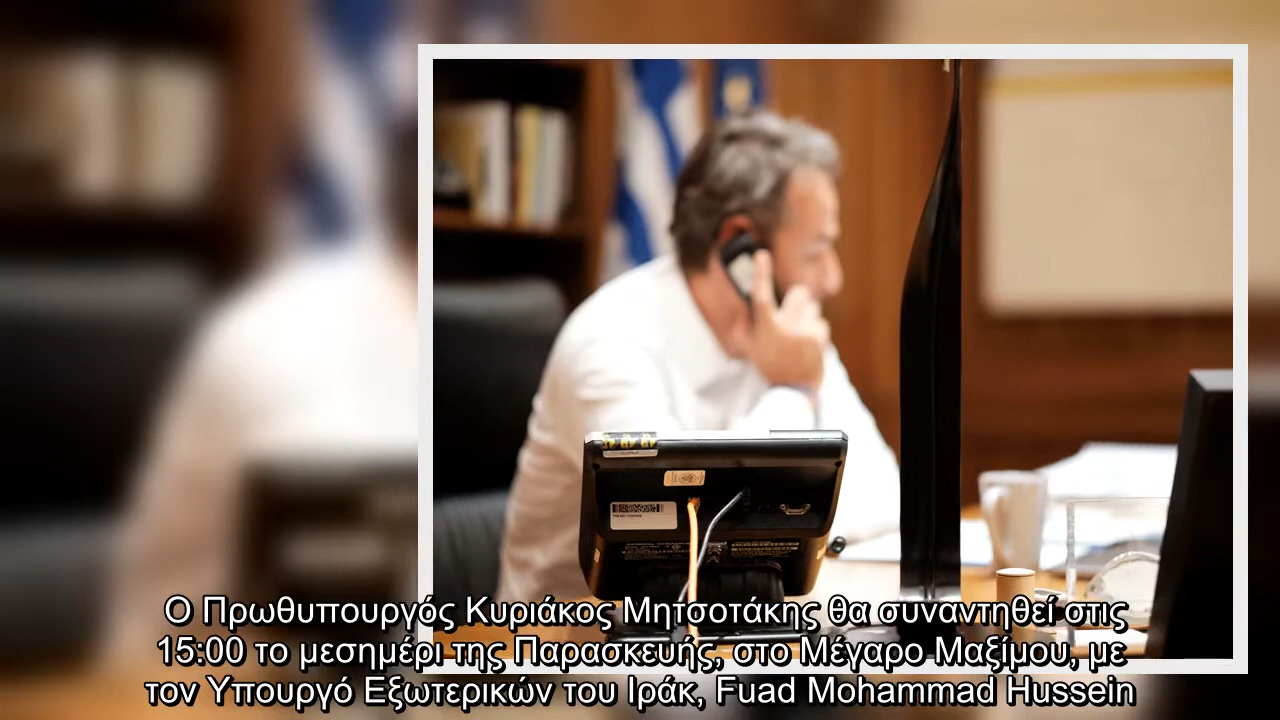 Ο Πρωθυπουργός Κυριάκος Μητσοτάκης θα συναντηθεί στις
15:00 το μεσημέρι της Παρασκευής, στο Μέγαρο Μαξίμου, με
τον Υπουργό Εξωτερικών του Ιράκ, Fuad Mohammad Hussein